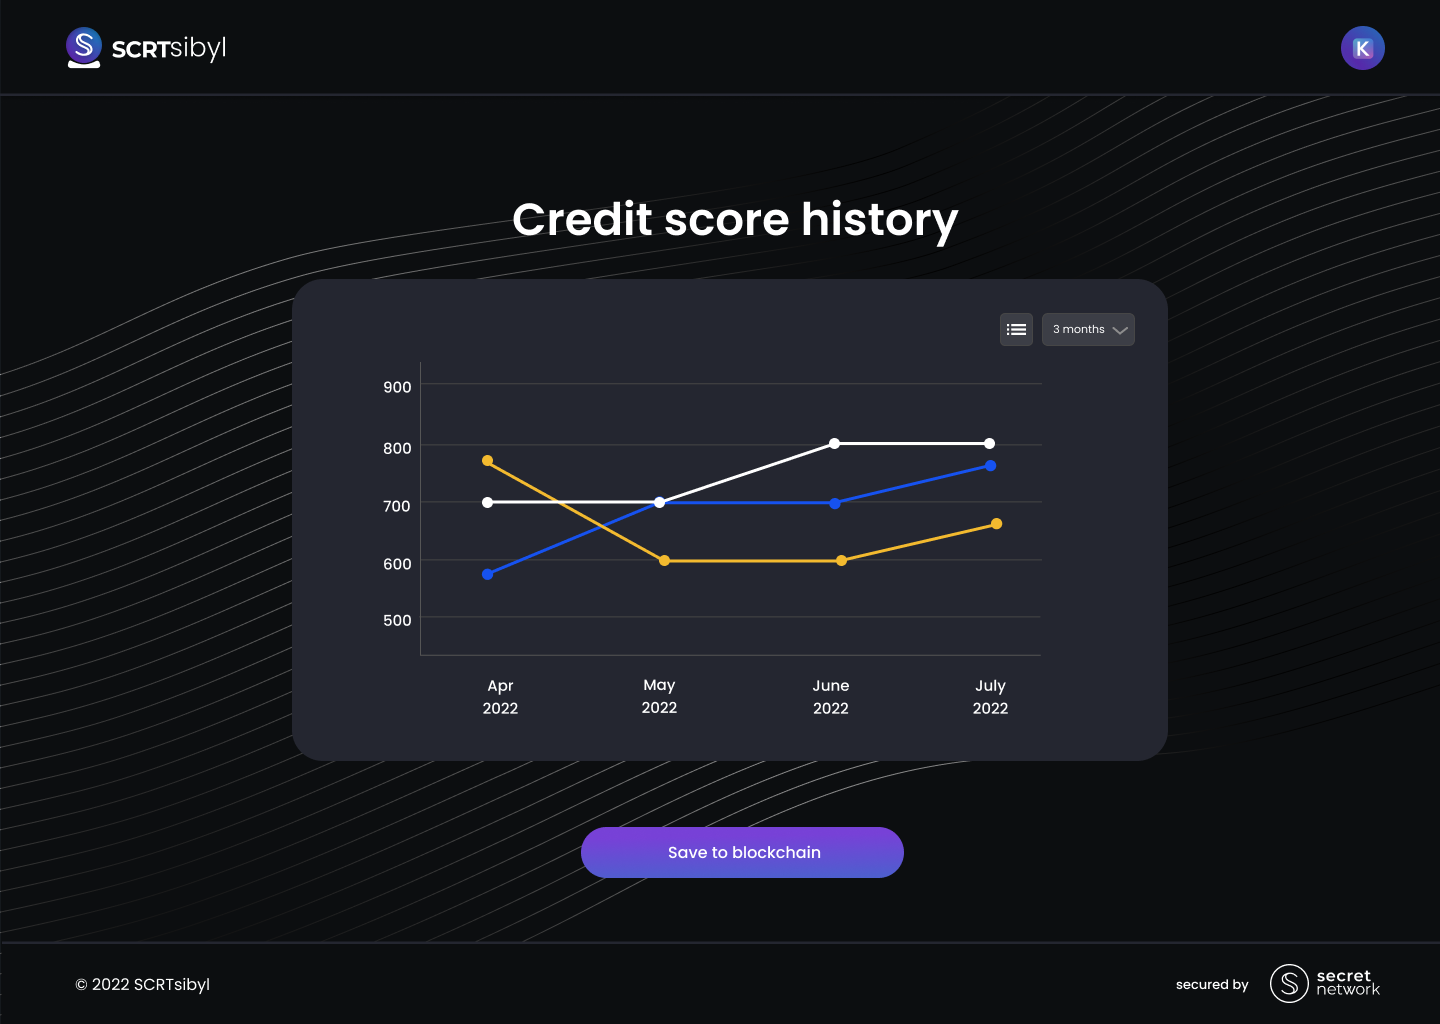 SCRTsibyl
K
Credit score history
3 months
900
800
700
600
500
Apr
2022
May
2022
June
2022
July
2022
Save to blockchain
© 2022 SCRTsibyl
secured by
secret
network